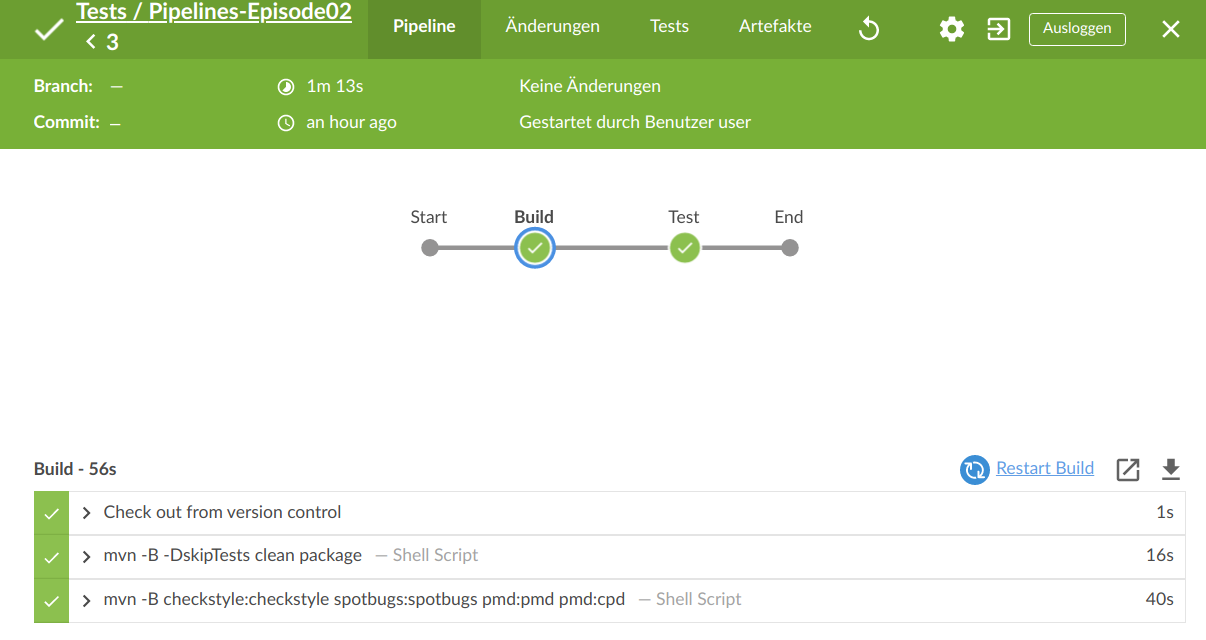 Tests / Pipelines-Episode02
< 3
Pipeline
Änderungen
Tests
Artefakte
Ausloggen
Branch: —
1m 13s
Keine Änderungen
Commit: —
an hour ago
Gestartet durch Benutzer user
Start
Build
Test
End
Build - 56s
Restart Build
Check out from version control
1s
mvn -B -DskipTests clean package — Shell Script
16s
mvn -B checkstyle:checkstyle spotbugs:spotbugs pmd:pmd pmd:cpd — Shell Script
40s